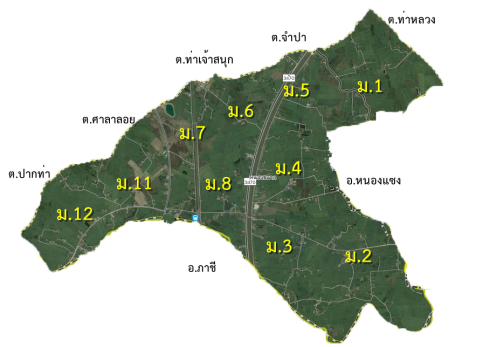 ต.ท่าหลวง
ต.จำปา
ต.ท่าเจ้าสนุก
3470
ม.5
ม.1
ม.6
ต.ศาลาลอย
ม.7
ม.4
ต.ปากท่า
3470
ม.11
ม.8
อ.หนองแซง
ม.12
ม.3
ม.2
อ.ภาชี